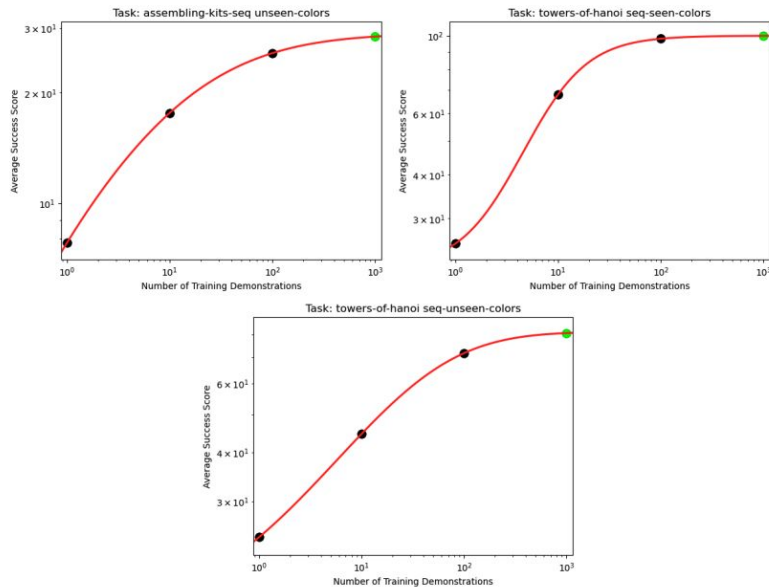 Task: assembling-kits-seq unseen-colors
3 × 10¹
2 × 10¹
10¹
Average Success Score
10⁰
10¹
10²
10³
Number of Training Demonstrations
Task: towers-of-hanoi seq-seen-colors
10²
6 × 10¹
4 × 10¹
3 × 10¹
Average Success Score
10⁰
10¹
10²
10³
Number of Training Demonstrations
Task: towers-of-hanoi seq-unseen-colors
6 × 10¹
4 × 10¹
3 × 10¹
Average Success Score
10⁰
10¹
10²
10³
Number of Training Demonstrations